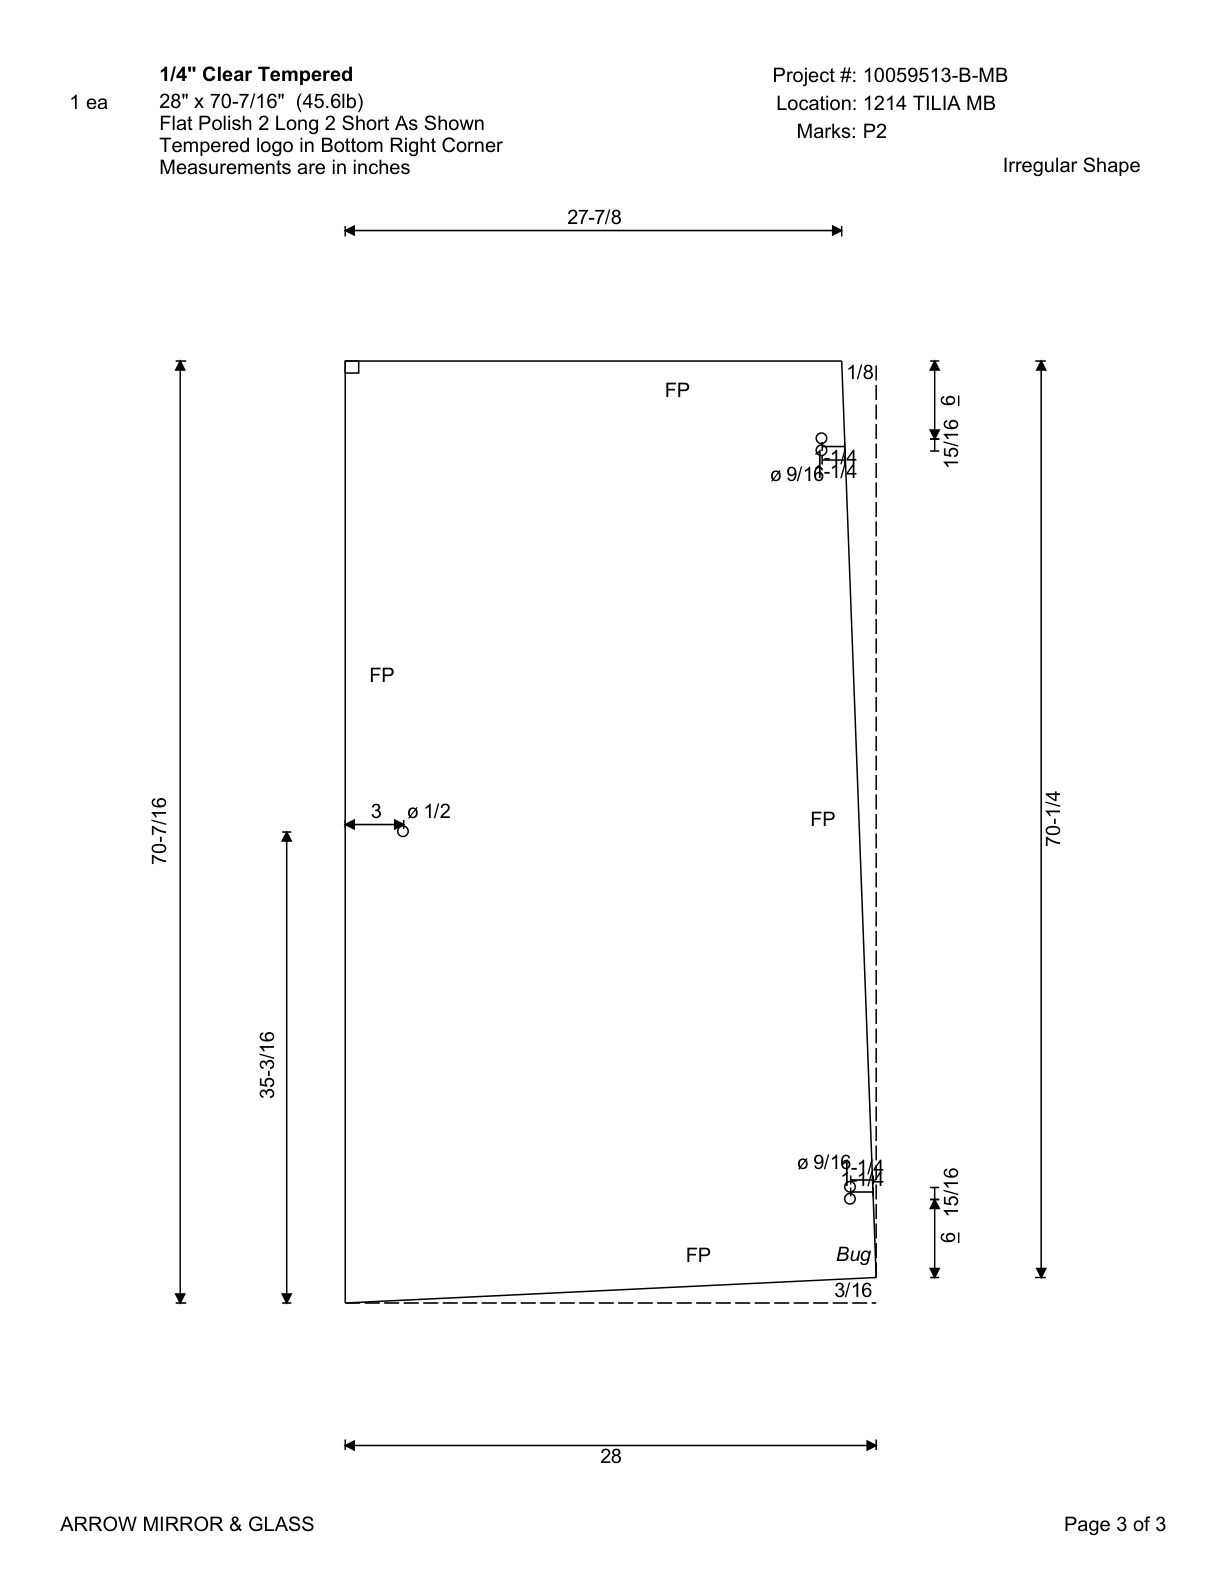 1/4" Clear Tempered
1 ea
28" x 70-7/16" (45.6lb)
Flat Polish 2 Long 2 Short As Shown
Tempered logo in Bottom Right Corner
Measurements are in inches
Project #: 10059513-B-MB
Location: 1214 TILIA MB
Marks: P2
Irregular Shape
27-7/8
1/8
FP
6
15/16
1-1/4
ø 9/16
1-1/4
FP
3
ø 1/2
FP
70-7/16
70-1/4
35-3/16
ø 9/16
1-1/4
1-1/4
15/16
6
FP
Bug
3/16
28
ARROW MIRROR & GLASS
Page 3 of 3